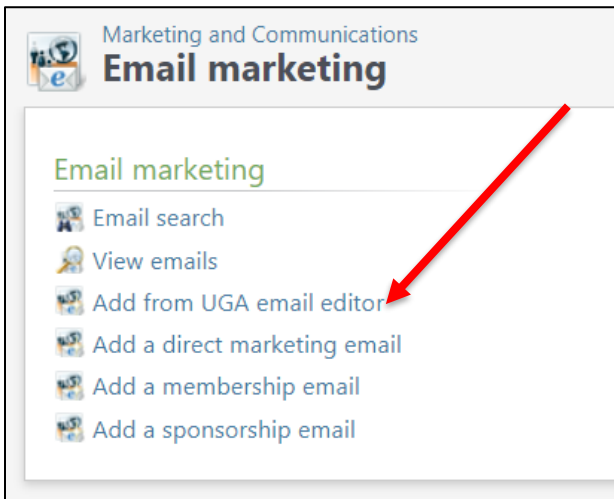 Marketing and Communications
Email marketing
Email marketing
Email search
View emails
Add from UGA email editor
Add a direct marketing email
Add a membership email
Add a sponsorship email